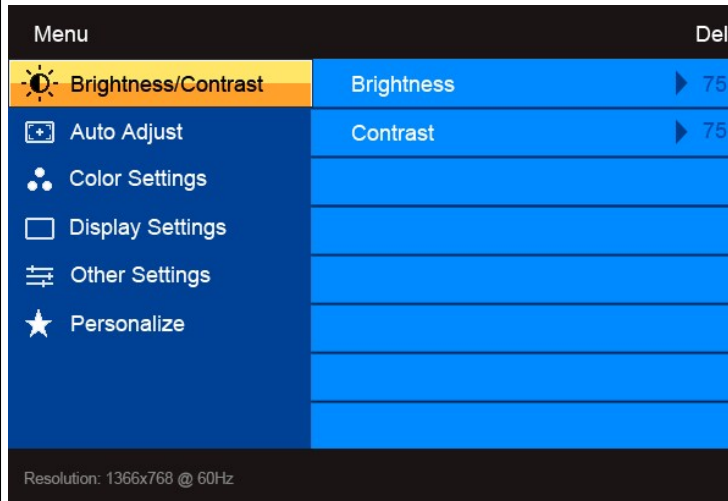 Menu
Del
Brightness/Contrast
Brightness
75
Auto Adjust
Contrast
75
Color Settings
Display Settings
Other Settings
Personalize
Resolution: 1366x768 @ 60Hz